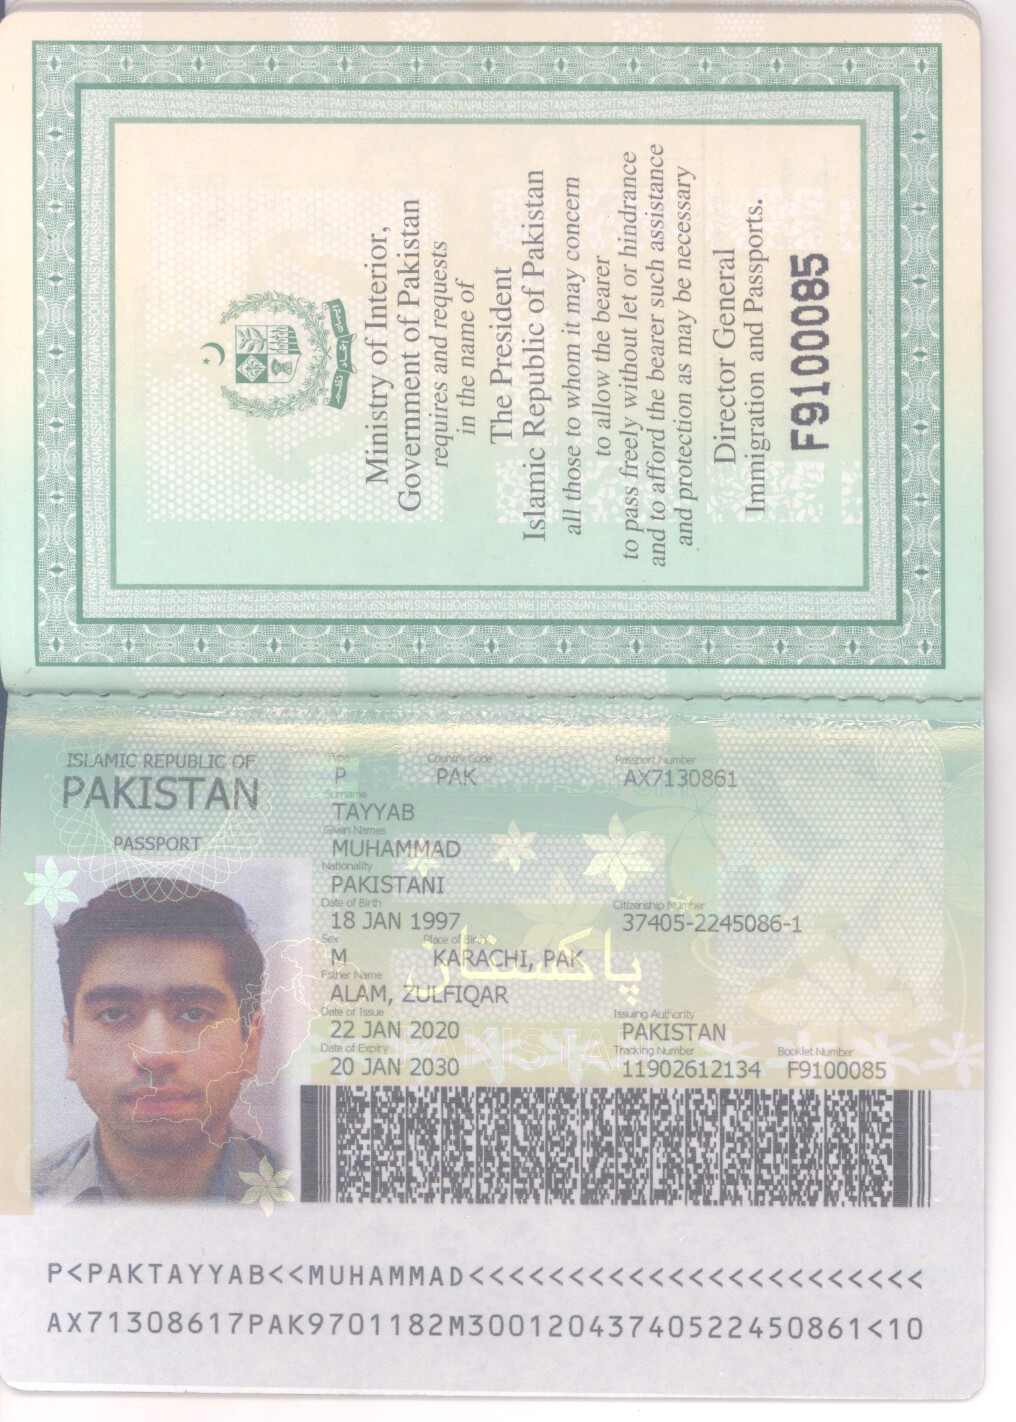 Ministry of Interior,
Government of Pakistan
requires and requests
in the name of
The President
Islamic Republic of Pakistan
all those to whom it may concern
to allow the bearer
to pass freely without let or hindrance
and to afford the bearer such assistance
and protection as may be necessary
Director General
Immigration and Passports.
F9100085
ISLAMIC REPUBLIC OF
PAKISTAN
PASSPORT
Type Country Code Passport Number
P PAK AX7130861
Surname
TAYYAB
Given Names
MUHAMMAD
Nationality
PAKISTANI
Date of Birth Citizenship Number
18 JAN 1997 37405-2245086-1
Sex Place of Birth
M KARACHI, PAK
پاکستان
Father Name
ALAM, ZULFIQAR
Date of Issue Issuing Authority
22 JAN 2020 PAKISTAN
Date of Expiry Tracking Number Booklet Number
20 JAN 2030 11902612134 F9100085
P<PAKTAYYAB<<MUHAMMAD<<<<<<<<<<<<<<<<<<<<<<<
AX71308617PAK9701182M30012043740522450861<10